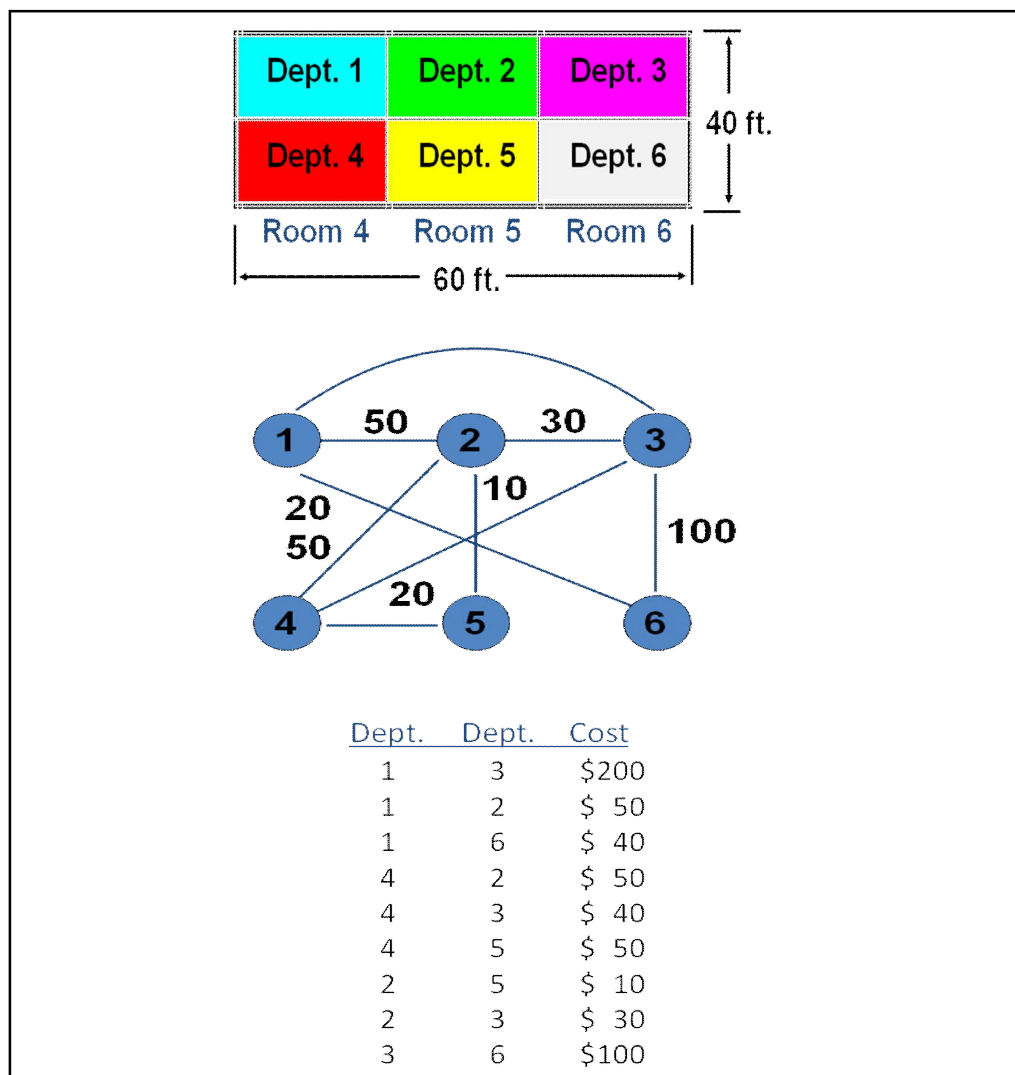 Dept. 1 Dept. 2 Dept. 3
40 ft.
Dept. 4 Dept. 5 Dept. 6
Room 4 Room 5 Room 6
60 ft.
50 30
1 2 3
10
20
50
100
20
4 5 6
Dept. Dept. Cost
1 3 $200
1 2 $ 50
1 6 $ 40
4 2 $ 50
4 3 $ 40
4 5 $ 50
2 5 $ 10
2 3 $ 30
3 6 $100